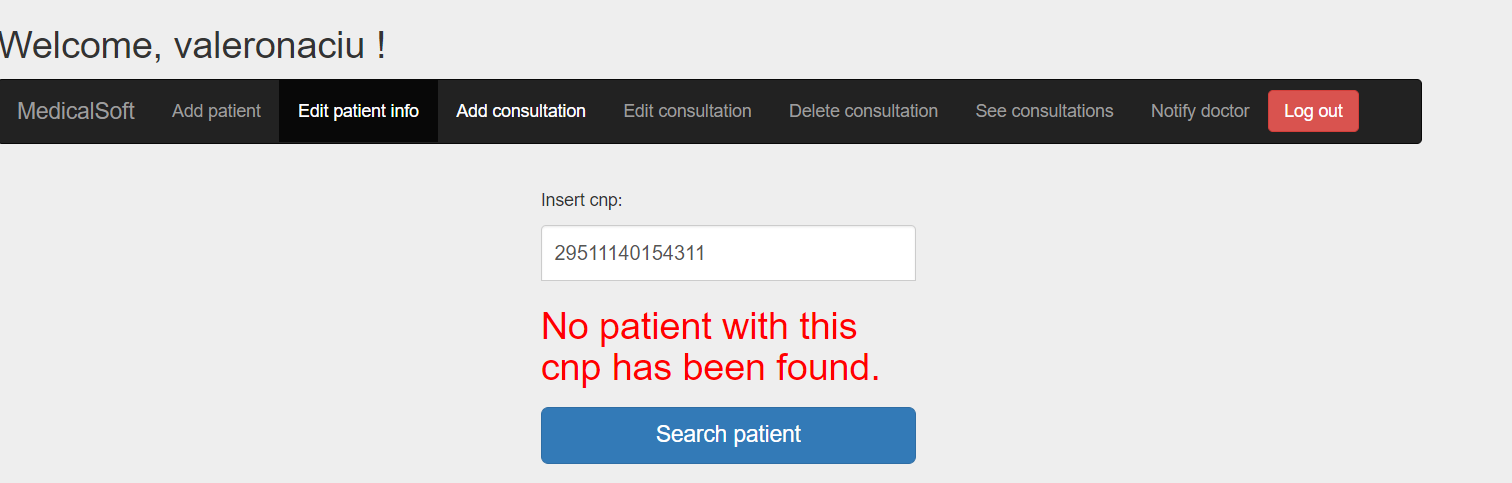 Welcome, valeronaciu !
MedicalSoft Add patient Edit patient info Add consultation Edit consultation Delete consultation See consultations Notify doctor Log out
Insert cnp:
29511140154311
No patient with this
cnp has been found.
Search patient